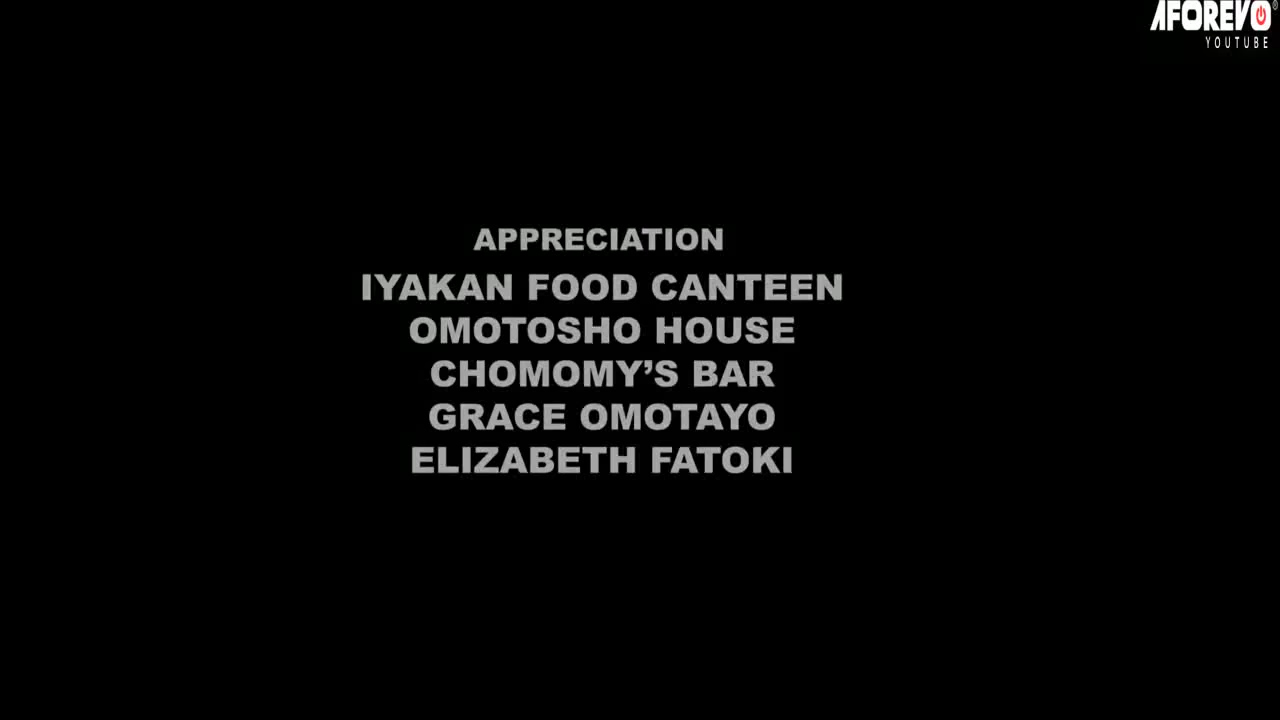 AFOREVO®
YOUTUBE
APPRECIATION
IYAKAN FOOD CANTEEN
OMOTOSHO HOUSE
CHOMOMY’S BAR
GRACE OMOTAYO
ELIZABETH FATOKI